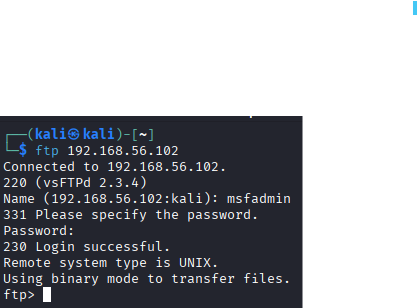 ┌──(kali㉿kali)-[~]
└─$ ftp 192.168.56.102
Connected to 192.168.56.102.
220 (vsFTPd 2.3.4)
Name (192.168.56.102:kali): msfadmin
331 Please specify the password.
Password:
230 Login successful.
Remote system type is UNIX.
Using binary mode to transfer files.
ftp>